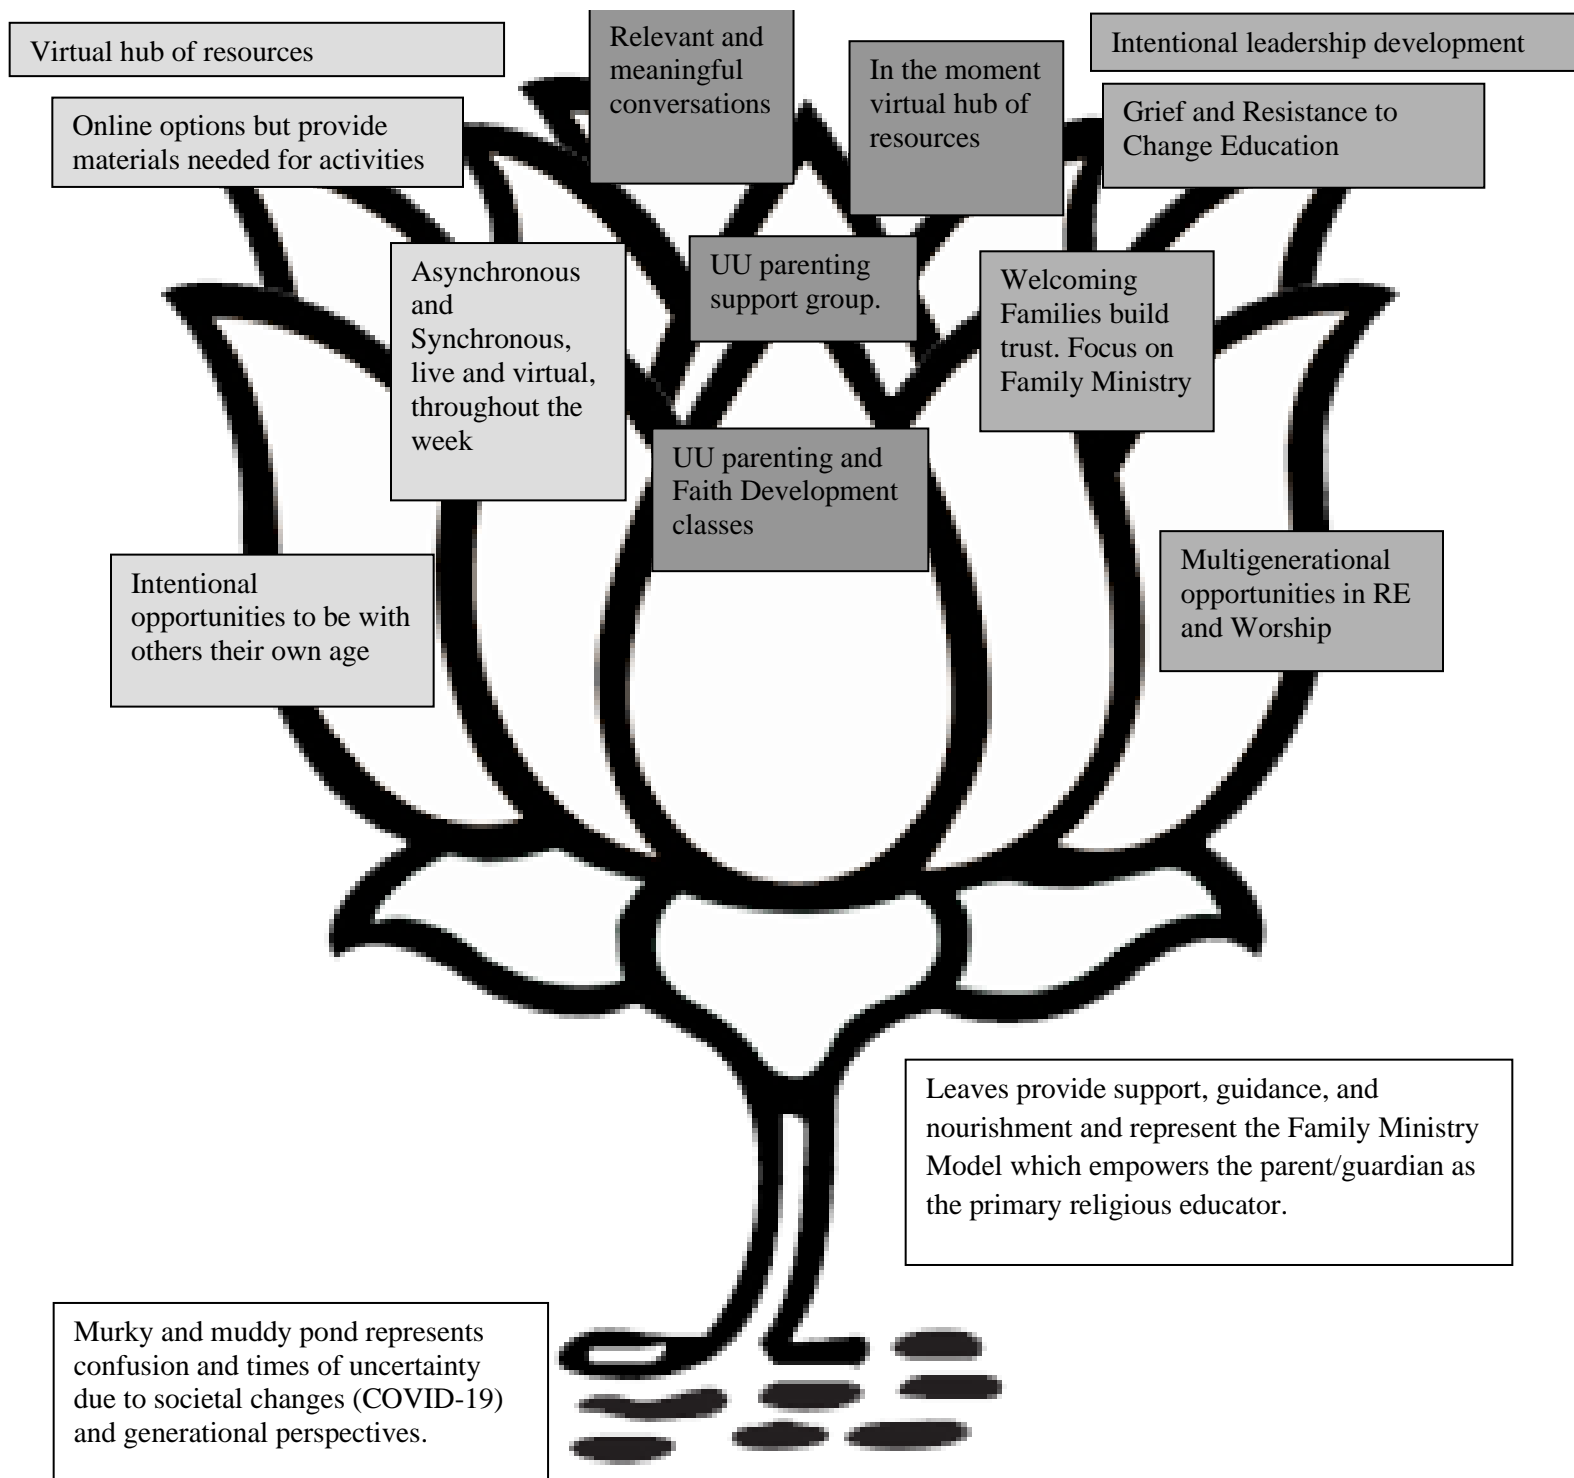 Virtual hub of resources
Online options but provide
materials needed for activities
Asynchronous
and
Synchronous,
live and virtual,
throughout the
week
Intentional
opportunities to be with
others their own age
Relevant and
meaningful
conversations
In the moment
virtual hub of
resources
UU parenting
support group.
UU parenting and
Faith Development
classes
Intentional leadership development
Grief and Resistance to
Change Education
Welcoming
Families build
trust. Focus on
Family Ministry
Multigenerational
opportunities in RE
and Worship
Leaves provide support, guidance, and
nourishment and represent the Family Ministry
Model which empowers the parent/guardian as
the primary religious educator.
Murky and muddy pond represents
confusion and times of uncertainty
due to societal changes (COVID-19)
and generational perspectives.